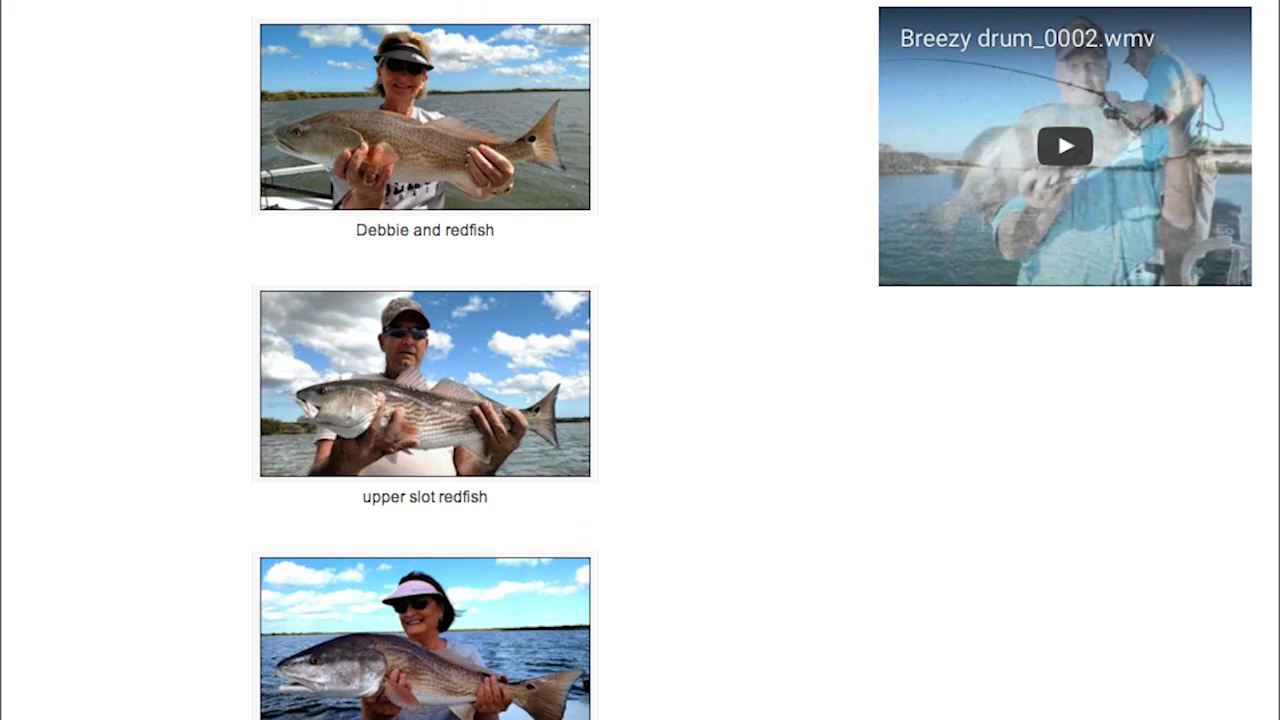 Breezy drum_0002.wmv
Debbie and redfish
upper slot redfish